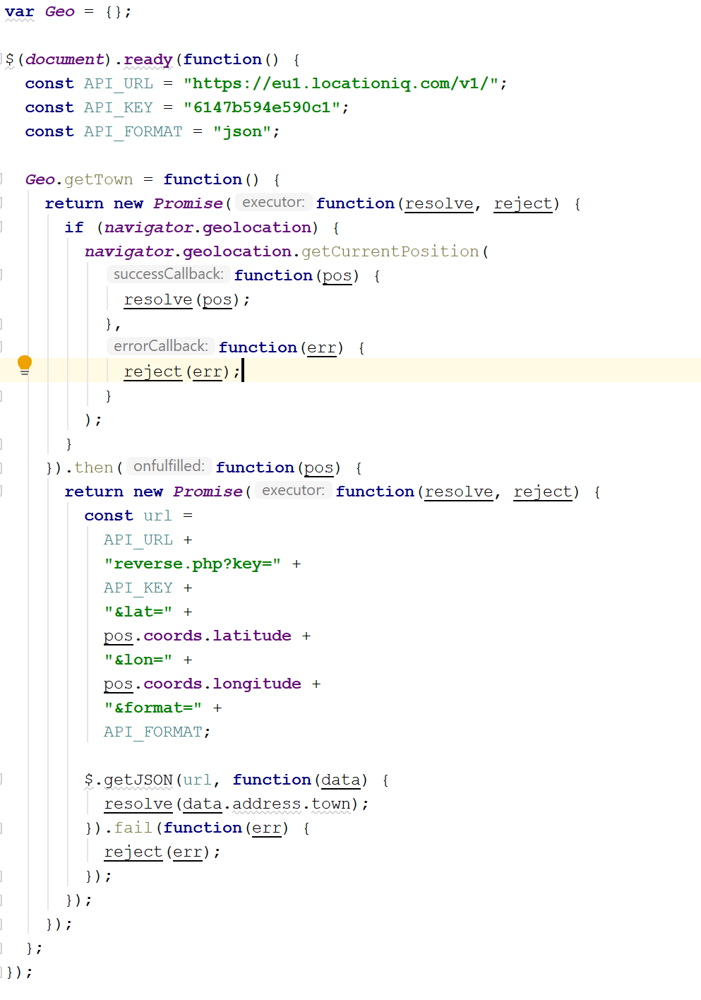 var Geo = {};
$(document).ready(function() {
const API_URL = "https://eu1.locationiq.com/v1/";
const API_KEY = "6147b594e590c1";
const API_FORMAT = "json";
Geo.getTown = function() {
return new Promise( executor: function(resolve, reject) {
if (navigator.geolocation) {
navigator.geolocation.getCurrentPosition(
successCallback: function(pos) {
resolve(pos);
},
errorCallback: function(err) {
reject(err);
}
);
}
}).then( onfulfilled: function(pos) {
return new Promise( executor: function(resolve, reject) {
const url =
API_URL +
"reverse.php?key=" +
API_KEY +
"&lat=" +
pos.coords.latitude +
"&lon=" +
pos.coords.longitude +
"&format=" +
API_FORMAT;
$.getJSON(url, function(data) {
resolve(data.address.town);
}).fail(function(err) {
reject(err);
});
});
});
};
});